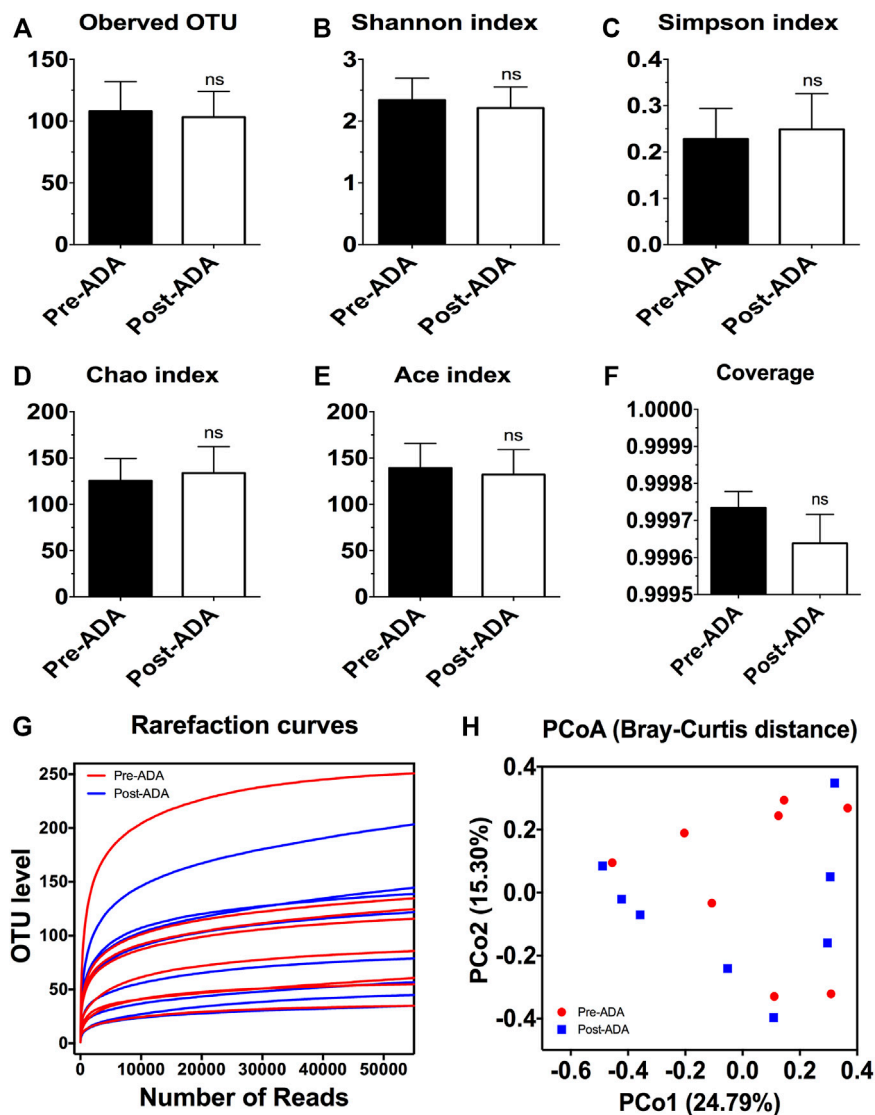 A Oberved OTU
150
100
50
0
ns
Pre-ADA
Post-ADA
B Shannon index
3
2
1
0
ns
Pre-ADA
Post-ADA
C Simpson index
0.4
0.3
0.2
0.1
0.0
ns
Pre-ADA
Post-ADA
D Chao index
200
150
100
50
0
ns
Pre-ADA
Post-ADA
E Ace index
200
150
100
50
0
ns
Pre-ADA
Post-ADA
F Coverage
1.0000
0.9999
0.9998
0.9997
0.9996
0.9995
ns
Pre-ADA
Post-ADA
G Rarefaction curves
OTU level
250
200
150
100
50
0
Pre-ADA
Post-ADA
0 10000 20000 30000 40000 50000
Number of Reads
H PCoA (Bray-Curtis distance)
PCo2 (15.30%)
0.4
0.2
0.0
-0.2
-0.4
Pre-ADA
Post-ADA
-0.6 -0.4 -0.2 0.0 0.2 0.4
PCo1 (24.79%)